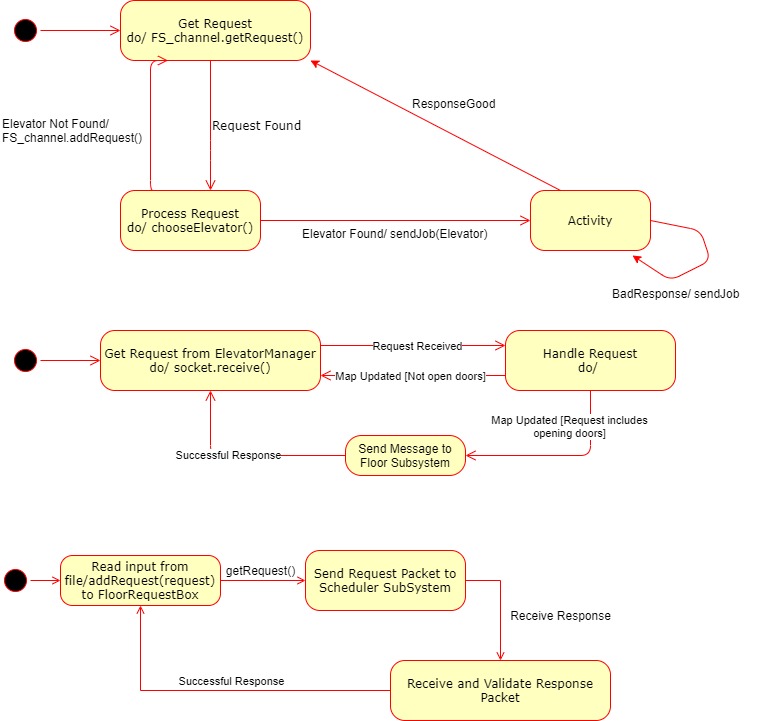 Get Request
do/ FS_channel.getRequest()
ResponseGood
Elevator Not Found/
FS_channel.addRequest()
Request Found
Process Request
do/ chooseElevator()
Elevator Found/ sendJob(Elevator)
Activity
BadResponse/ sendJob
Get Request from ElevatorManager
do/ socket.receive()
Request Received
Map Updated [Not open doors]
Handle Request
do/
Map Updated [Request includes
opening doors]
Successful Response
Send Message to
Floor Subsystem
Read input from
file/addRequest(request)
to FloorRequestBox
getRequest()
Send Request Packet to
Scheduler SubSystem
Receive Response
Successful Response
Receive and Validate Response
Packet